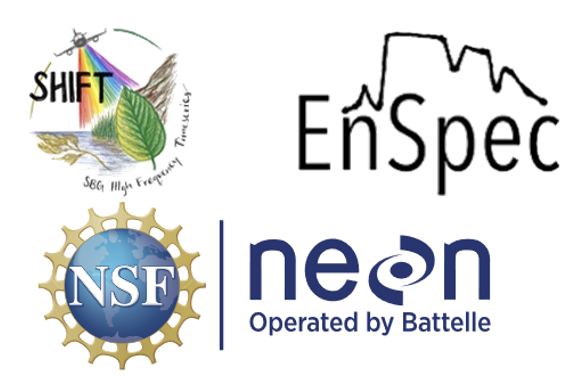 SHIFT
SBG High Frequency Timeseries
EnSpec
NSF
neon
Operated by Battelle